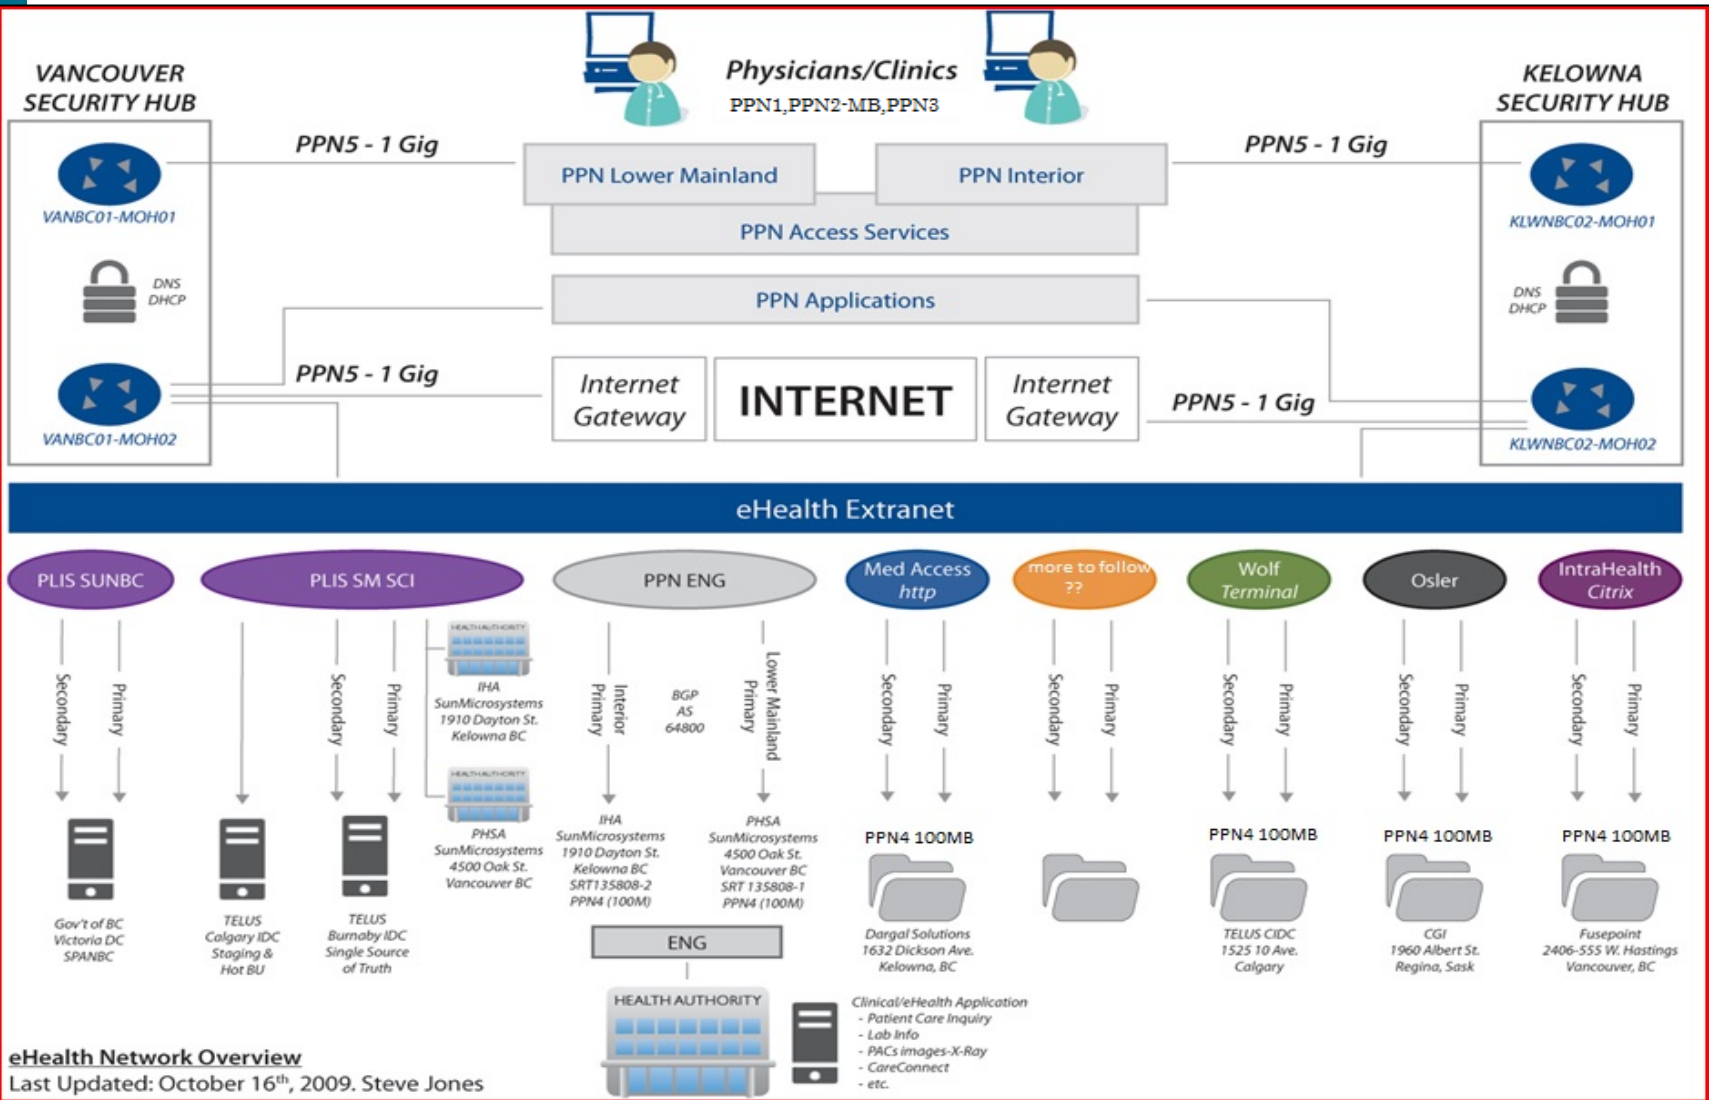 VANCOUVER
SECURITY HUB
Physicians/Clinics
PPN1,PPN2-MB,PPN3
KELOWNA
SECURITY HUB
PPN5 - 1 Gig
PPN Lower Mainland
PPN Interior
PPN5 - 1 Gig
VANBC01-MOH01
PPN Access Services
KLWNBC02-MOH01
DNS
DHCP
PPN Applications
DNS
DHCP
PPN5 - 1 Gig
Internet
Gateway
INTERNET
Internet
Gateway
PPN5 - 1 Gig
VANBC01-MOH02
KLWNBC02-MOH02
eHealth Extranet
PLIS SUNBC
PLIS SM SCI
PPN ENG
Med Access
http
more to follow
??
Wolf
Terminal
Osler
IntraHealth
Citrix
Secondary
Primary
Secondary
Primary
HEALTH AUTHORITY
IHA
SunMicrosystems
1910 Dayton St.
Kelowna BC
HEALTH AUTHORITY
PHSA
SunMicrosystems
4500 Oak St.
Vancouver BC
Interior
Primary
BGP
AS
64800
Lower Mainland
Primary
Secondary
Primary
Secondary
Primary
Secondary
Primary
Secondary
Primary
Secondary
Primary
Gov't of BC
Victoria DC
SPANBC
TELUS
Calgary IDC
Staging &
Hot BU
TELUS
Burnaby IDC
Single Source
of Truth
IHA
SunMicrosystems
1910 Dayton St.
Kelowna BC
SRT135808-2
PPN4 (100M)
PHSA
SunMicrosystems
4500 Oak St.
Vancouver BC
SRT 135808-1
PPN4 (100M)
PPN4 100MB
Dargal Solutions
1632 Dickson Ave.
Kelowna, BC
PPN4 100MB
TELUS CIDC
1525 10 Ave.
Calgary
PPN4 100MB
CGI
1960 Albert St.
Regina, Sask
PPN4 100MB
Fusepoint
2406-555 W. Hastings
Vancouver, BC
ENG
HEALTH AUTHORITY
Clinical/eHealth Application
- Patient Care Inquiry
- Lab Info
- PACs images-X-Ray
- CareConnect
- etc.
eHealth Network Overview
Last Updated: October 16th, 2009. Steve Jones